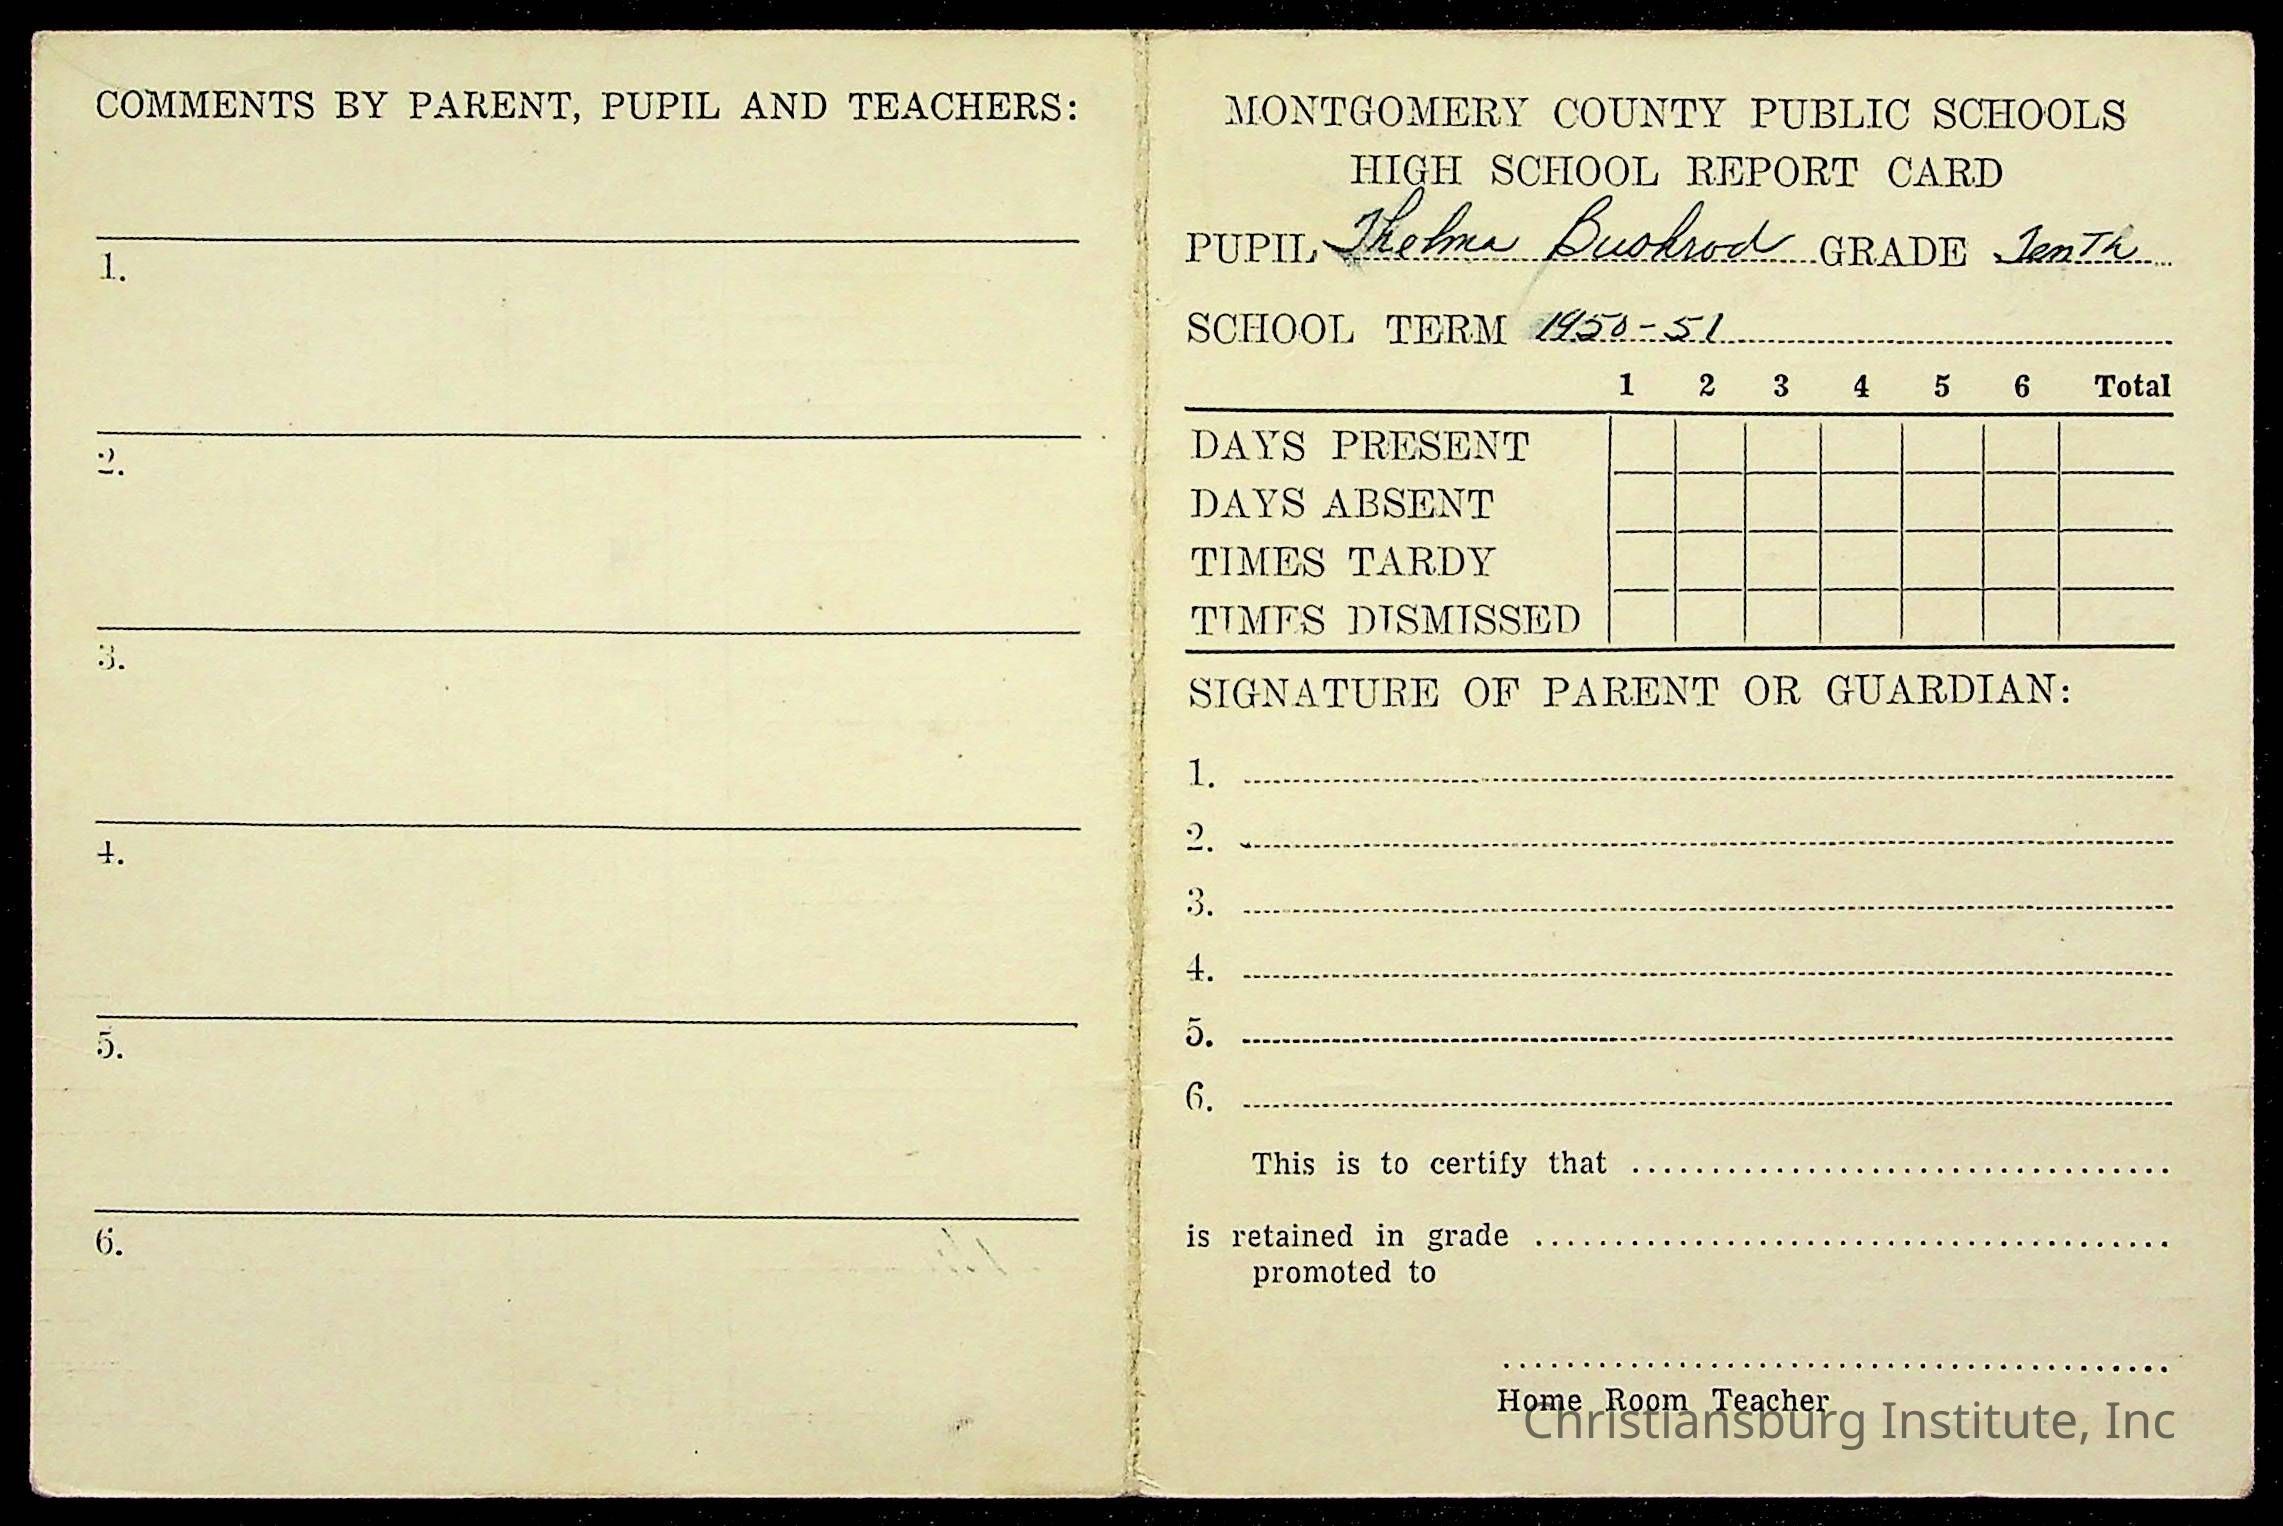 COMMENTS BY PARENT, PUPIL AND TEACHERS:
1.
2.
3.
4.
5.
6.
MONTGOMERY COUNTY PUBLIC SCHOOLS
HIGH SCHOOL REPORT CARD
PUPIL Thelma Bushrod GRADE Tenth
SCHOOL TERM 1950-51
1 2 3 4 5 6 Total
DAYS PRESENT
DAYS ABSENT
TIMES TARDY
TIMES DISMISSED
SIGNATURE OF PARENT OR GUARDIAN:
1.
2.
3.
4.
5.
6.
This is to certify that
is retained in grade
promoted to
Home Room Teacher
Christiansburg Institute, Inc